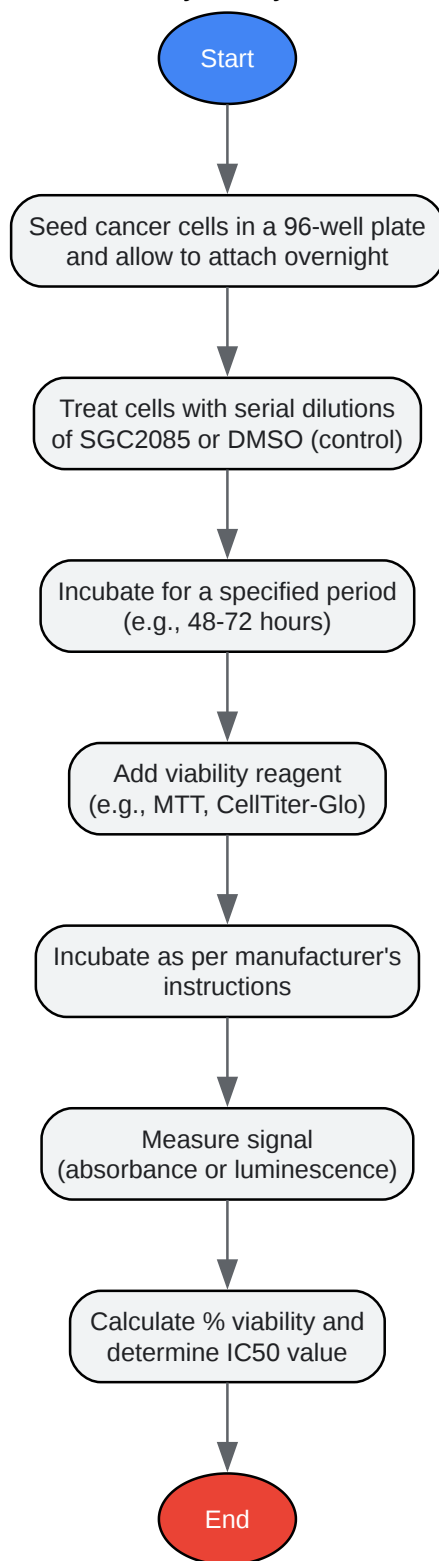 Start
Seed cancer cells in a 96-well plate
and allow to attach overnight
Treat cells with serial dilutions
of SGC2085 or DMSO (control)
Incubate for a specified period
(e.g., 48-72 hours)
Add viability reagent
(e.g., MTT, CellTiter-Glo)
Incubate as per manufacturer's
instructions
Measure signal
(absorbance or luminescence)
Calculate % viability and
determine IC50 value
End